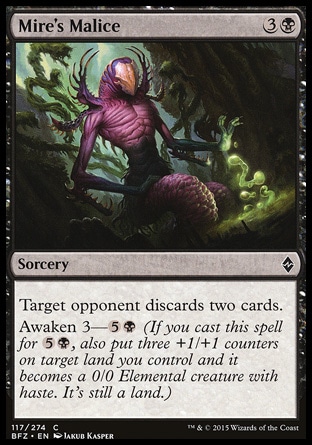 Mire's Malice 3
Sorcery
Target opponent discards two cards.
Awaken 3—5 (If you cast this spell
for 5, also put three +1/+1 counters
on target land you control and it
becomes a 0/0 Elemental creature with
haste. It's still a land.)
117/274 C
BFZ • EN Jakub Kasper
™ & © 2015 Wizards of the Coast